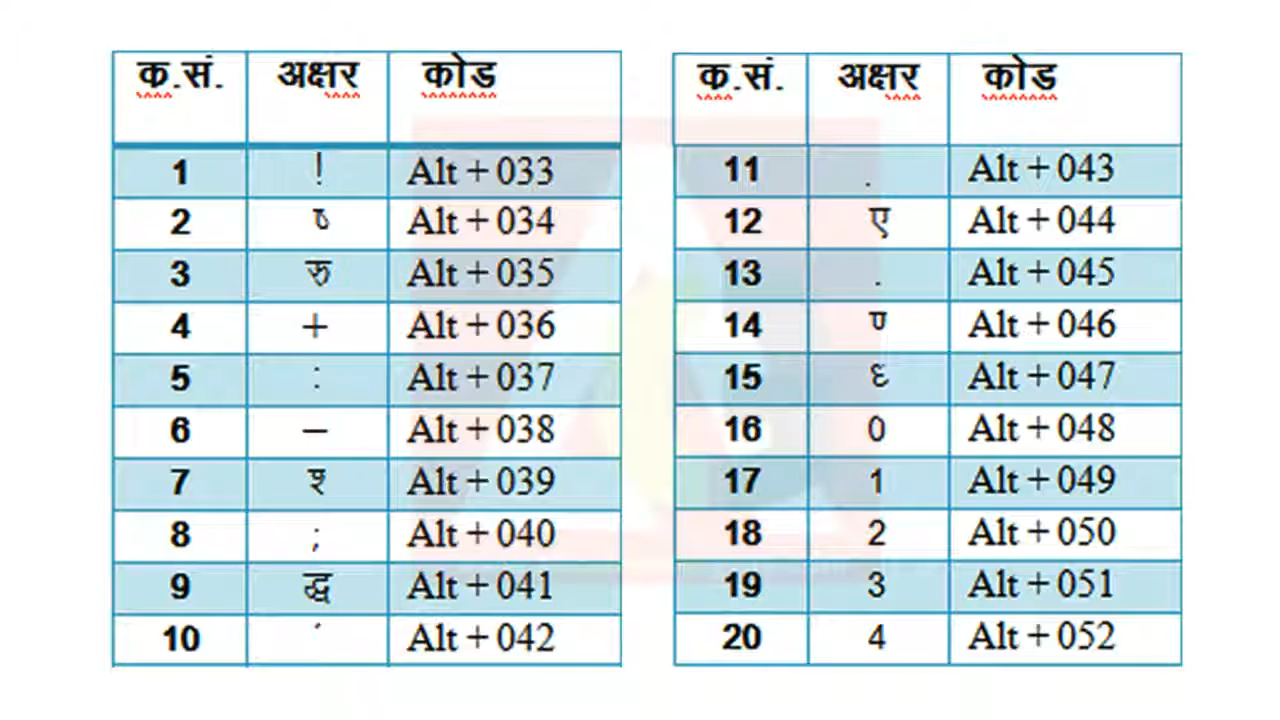 क.सं. अक्षर कोड
1 ! Alt + 033
2 Alt + 034
3 रु Alt + 035
4 + Alt + 036
5 : Alt + 037
6 – Alt + 038
7 Alt + 039
8 ; Alt + 040
9 द्ध Alt + 041
10 ‘ Alt + 042
क.सं. अक्षर कोड
11 . Alt + 043
12 ए Alt + 044
13 . Alt + 045
14 Alt + 046
15 Alt + 047
16 0 Alt + 048
17 1 Alt + 049
18 2 Alt + 050
19 3 Alt + 051
20 4 Alt + 052